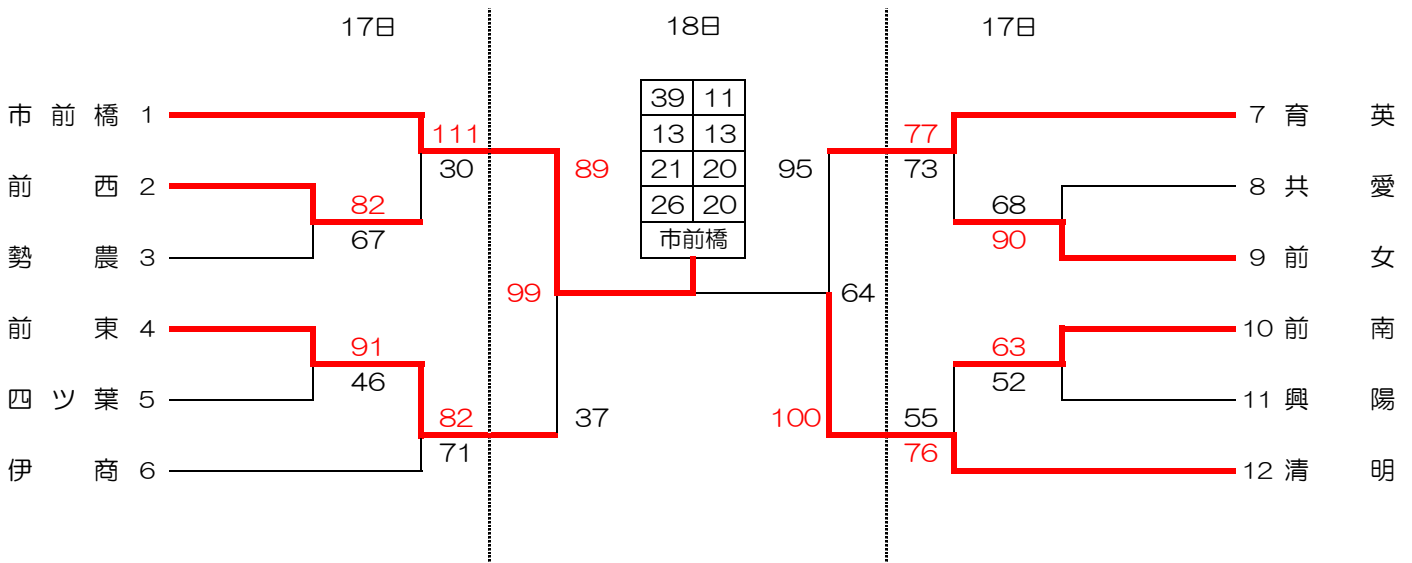 17日 18日 17日
39 11
市前橋 1 111 77 7 育英
13 13
30 89 21 20 95 73
前西 2 82 26 20 68 8 共愛
67 市前橋 90
勢農 3 9 前女
99 64
前東 4 91 63 10 前南
46 52
四ツ葉 5 11 興陽
82 37 100 55
71 76
伊商 6 12 清明